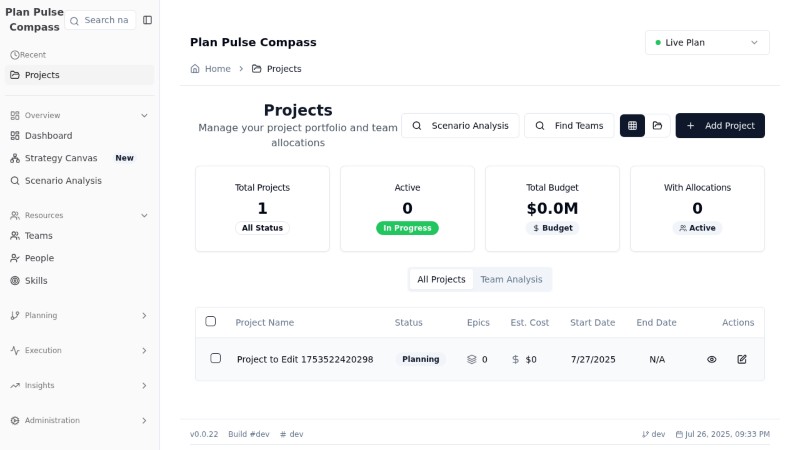 Plan Pulse
Compass
Search na
Recent
Projects
Overview
Dashboard
Strategy Canvas New
Scenario Analysis
Resources
Teams
People
Skills
Planning
Execution
Insights
Administration
Plan Pulse Compass
Live Plan
Home > Projects
Projects
Manage your project portfolio and team
allocations
Scenario Analysis
Find Teams
Add Project
Total Projects
1
All Status
Active
0
In Progress
Total Budget
$0.0M
$ Budget
With Allocations
0
Active
All Projects Team Analysis
Project Name Status Epics Est. Cost Start Date End Date Actions
Project to Edit 1753522420298 Planning 0 $ $0 7/27/2025 N/A
v0.0.22 Build #dev # dev dev Jul 26, 2025, 09:33 PM